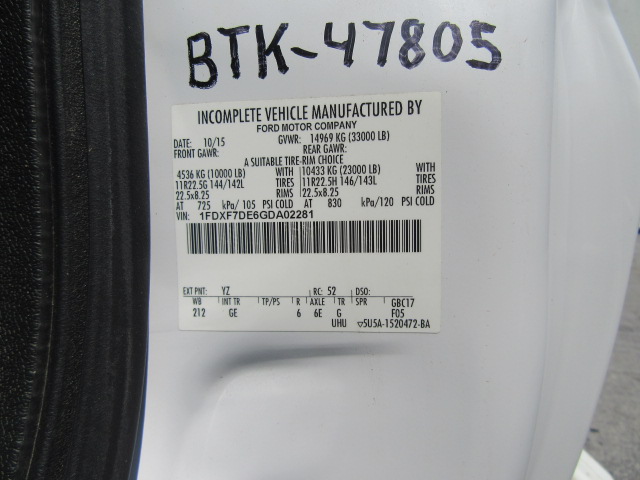 BTK-47805
INCOMPLETE VEHICLE MANUFACTURED BY
FORD MOTOR COMPANY
DATE: 10/15 GVWR: 14969 KG (33000 LB)
FRONT GAWR: REAR GAWR:
A SUITABLE TIRE-RIM CHOICE
4536 KG (10000 LB) WITH 10433 KG (23000 LB) WITH
11R22.5G 144/142L TIRES 11R22.5H 146/143L TIRES
22.5x8.25 RIMS 22.5x8.25 RIMS
AT 725 kPa/ 105 PSI COLD AT 830 kPa/120 PSI COLD
VIN: 1FDXF7DE6GDA02281
EXT PNT: YZ RC: 52 DSO:
WB INT TR TP/PS R AXLE TR SPR GBC17
212 GE 6 6E G F05
UHU ▽5U5A-1520472-BA